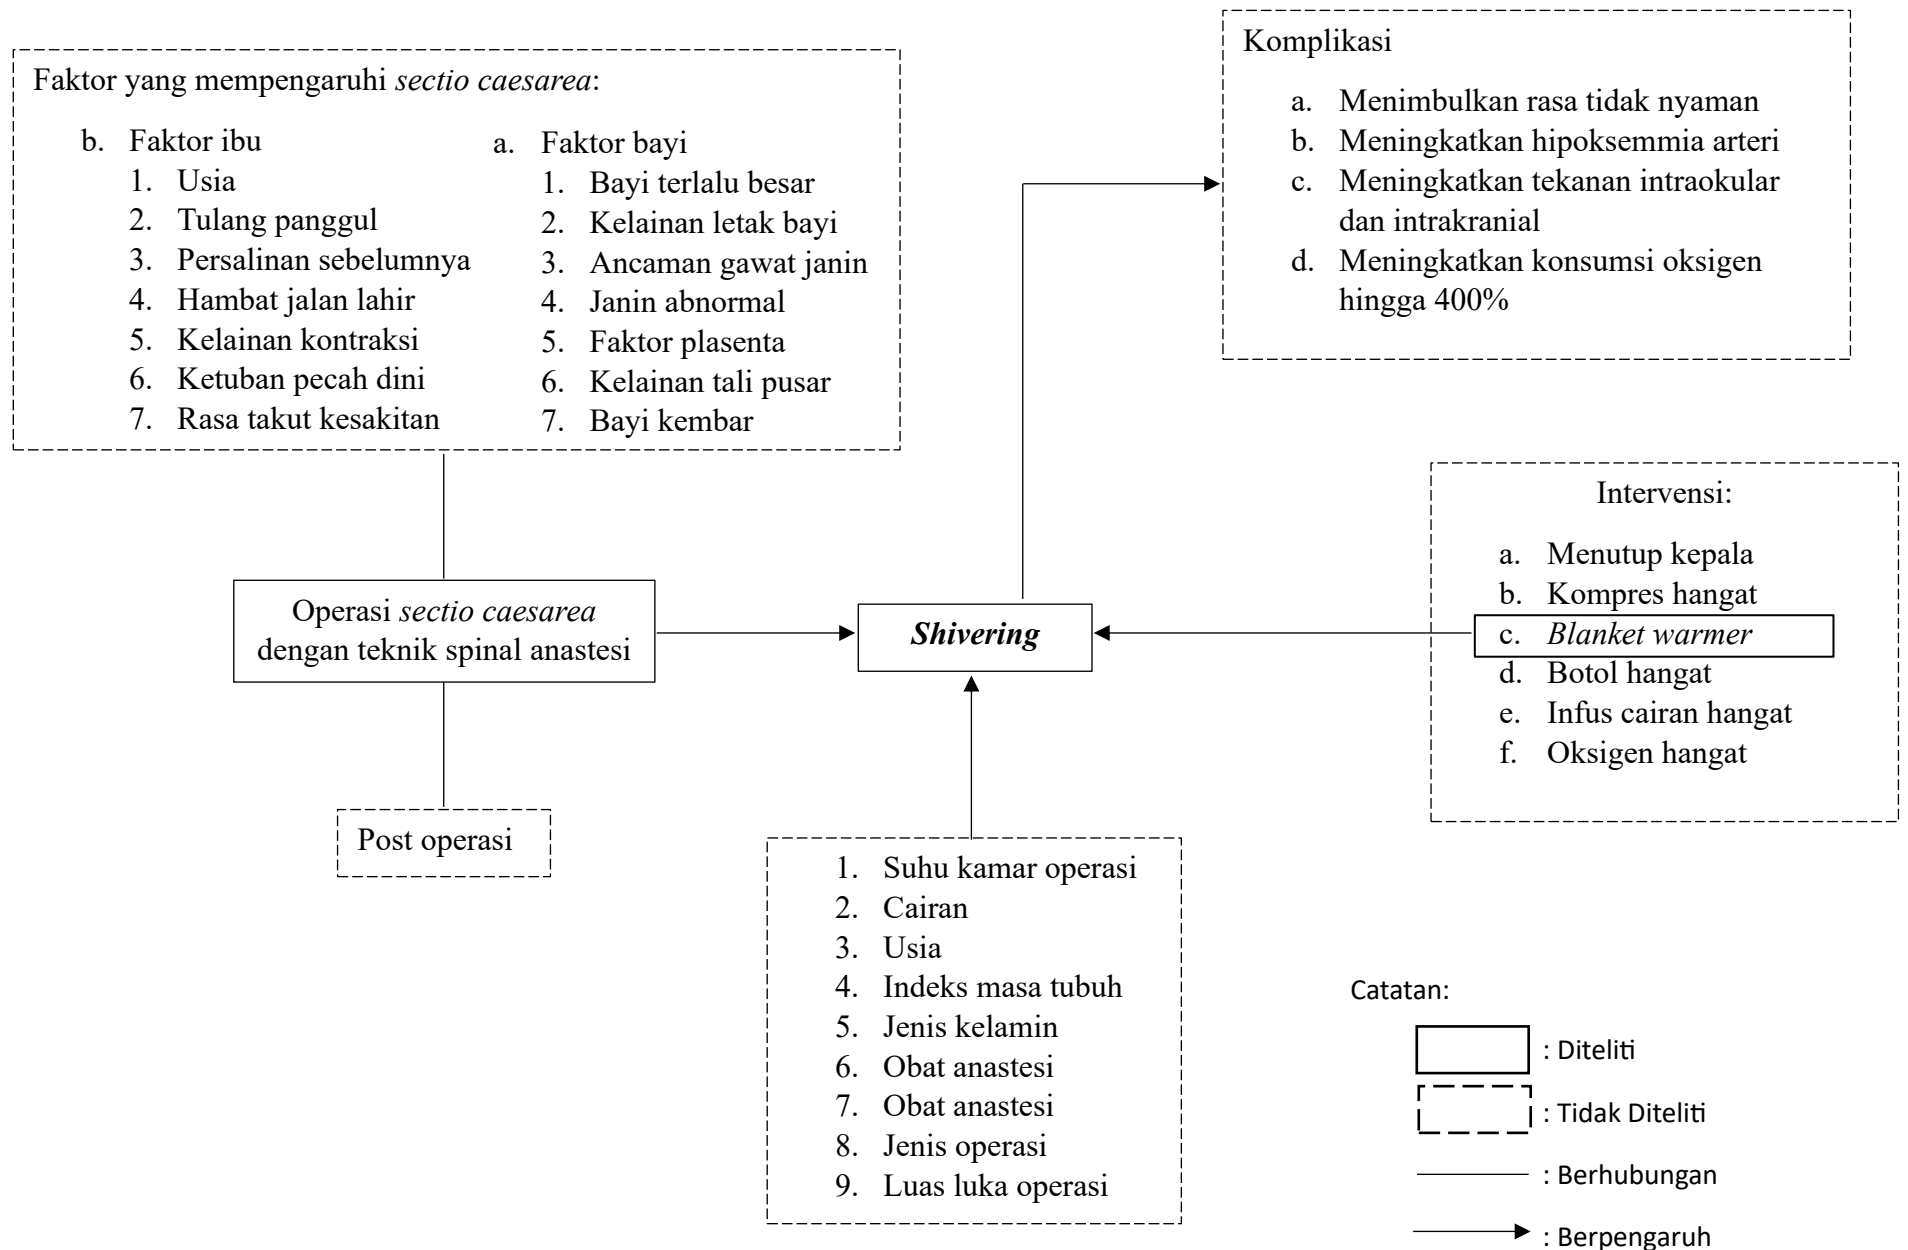 Faktor yang mempengaruhi sectio caesarea:
b. Faktor ibu
1. Usia
2. Tulang panggul
3. Persalinan sebelumnya
4. Hambat jalan lahir
5. Kelainan kontraksi
6. Ketuban pecah dini
7. Rasa takut kesakitan
a. Faktor bayi
1. Bayi terlalu besar
2. Kelainan letak bayi
3. Ancaman gawat janin
4. Janin abnormal
5. Faktor plasenta
6. Kelainan tali pusar
7. Bayi kembar
Komplikasi
a. Menimbulkan rasa tidak nyaman
b. Meningkatkan hipoksemmia arteri
c. Meningkatkan tekanan intraokular
dan intrakranial
d. Meningkatkan konsumsi oksigen
hingga 400%
Operasi sectio caesarea
dengan teknik spinal anastesi
Shivering
Intervensi:
a. Menutup kepala
b. Kompres hangat
c. Blanket warmer
d. Botol hangat
e. Infus cairan hangat
f. Oksigen hangat
Post operasi
1. Suhu kamar operasi
2. Cairan
3. Usia
4. Indeks masa tubuh
5. Jenis kelamin
6. Obat anastesi
7. Obat anastesi
8. Jenis operasi
9. Luas luka operasi
Catatan:
: Diteliti
: Tidak Diteliti
: Berhubungan
: Berpengaruh